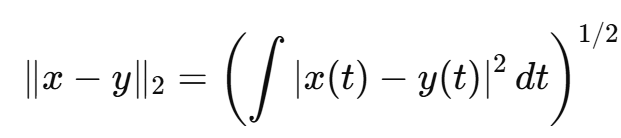 ‖x − y‖₂ = (∫ |x(t) − y(t)|² dt)^{1/2}